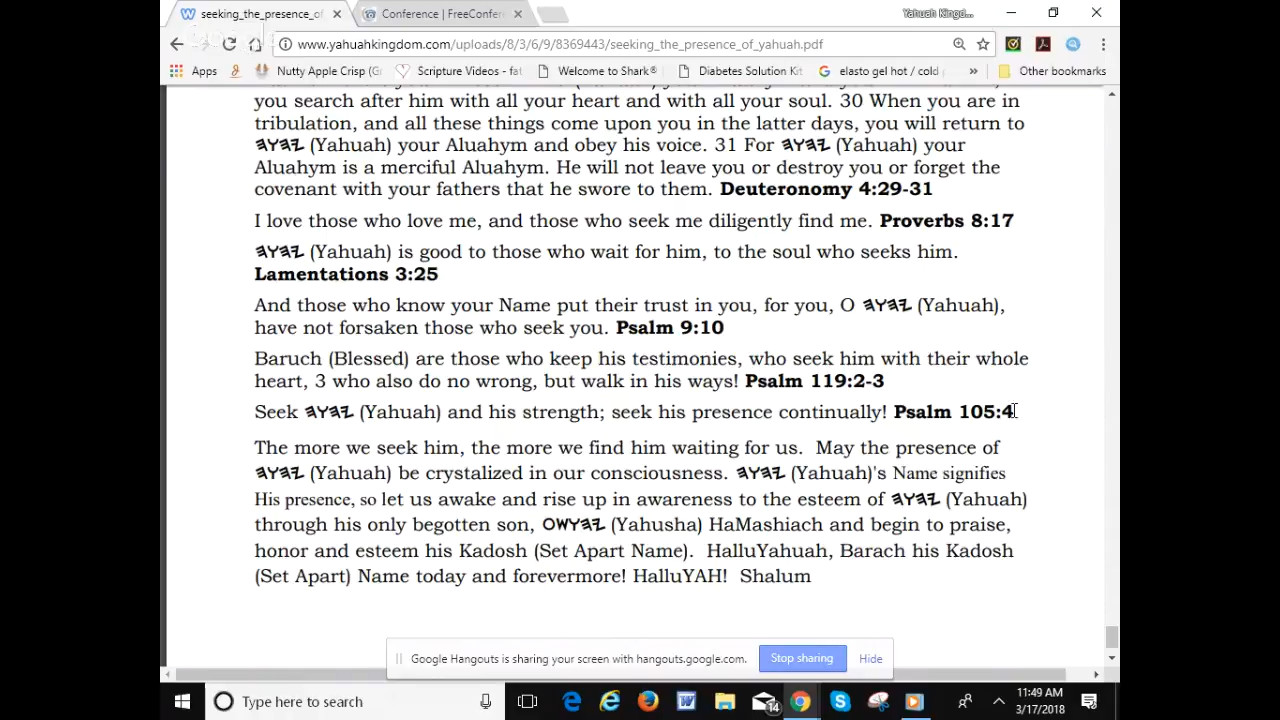 seeking_the_presence_of
Conference | FreeConfer
Yahuah Kingd...
www.yahuahkingdom.com/uploads/8/3/6/9/8369443/seeking_the_presence_of_yahuah.pdf
Apps
Nutty Apple Crisp (Gr
Scripture Videos - fat
Welcome to Shark®
Diabetes Solution Kit
elasto gel hot / cold
»
Other bookmarks
you search after him with all your heart and with all your soul. 30 When you are in
tribulation, and all these things come upon you in the latter days, you will return to
𐤉𐤄𐤅𐤄 (Yahuah) your Aluahym and obey his voice. 31 For 𐤉𐤄𐤅𐤄 (Yahuah) your
Aluahym is a merciful Aluahym. He will not leave you or destroy you or forget the
covenant with your fathers that he swore to them. Deuteronomy 4:29-31
I love those who love me, and those who seek me diligently find me. Proverbs 8:17
𐤉𐤄𐤅𐤄 (Yahuah) is good to those who wait for him, to the soul who seeks him.
Lamentations 3:25
And those who know your Name put their trust in you, for you, O 𐤉𐤄𐤅𐤄 (Yahuah),
have not forsaken those who seek you. Psalm 9:10
Baruch (Blessed) are those who keep his testimonies, who seek him with their whole
heart, 3 who also do no wrong, but walk in his ways! Psalm 119:2-3
Seek 𐤉𐤄𐤅𐤄 (Yahuah) and his strength; seek his presence continually! Psalm 105:4
The more we seek him, the more we find him waiting for us. May the presence of
𐤉𐤄𐤅𐤄 (Yahuah) be crystalized in our consciousness. 𐤉𐤄𐤅𐤄 (Yahuah)'s Name signifies
His presence, so let us awake and rise up in awareness to the esteem of 𐤉𐤄𐤅𐤄 (Yahuah)
through his only begotten son, 𐤉𐤄𐤅𐤔𐤏 (Yahusha) HaMashiach and begin to praise,
honor and esteem his Kadosh (Set Apart Name). HalluYahuah, Barach his Kadosh
(Set Apart) Name today and forevermore! HalluYAH! Shalum
Google Hangouts is sharing your screen with hangouts.google.com.
Stop sharing
Hide
Type here to search
14
11:49 AM
3/17/2018